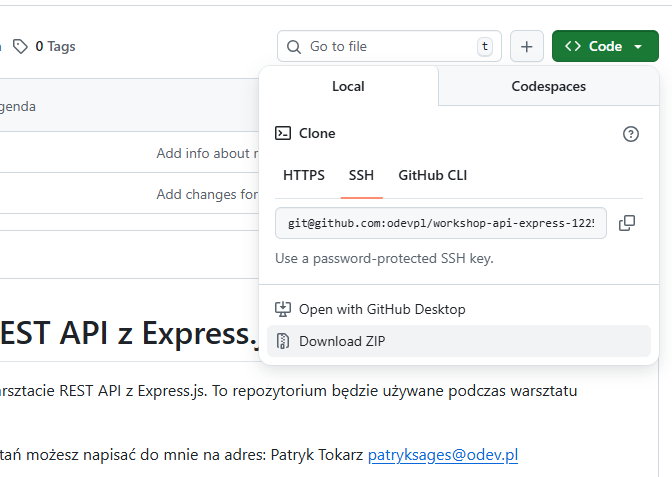 0 Tags
Go to file
t
Code
Local
Codespaces
genda
Clone
Add info about r
HTTPS SSH GitHub CLI
Add changes for
git@github.com:odevpl/workshop-api-express-1225
Use a password-protected SSH key.
Open with GitHub Desktop
Download ZIP
EST API z Express.j
arsztacie REST API z Express.js. To repozytorium będzie używane podczas warsztatu
tań możesz napisać do mnie na adres: Patryk Tokarz patryksages@odev.pl